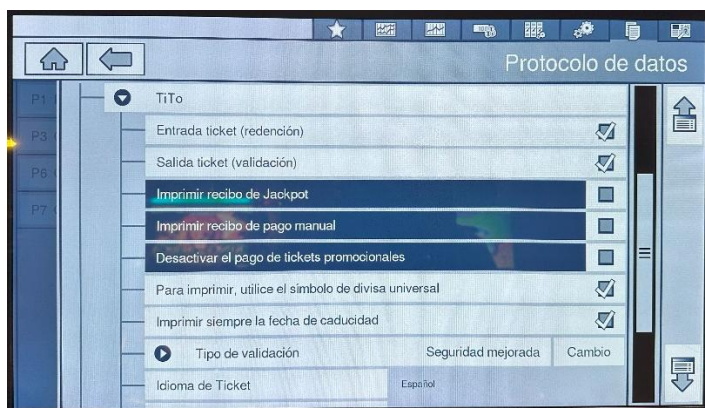 Protocolo de datos
P1
TiTo
P3
Entrada ticket (redención)
Salida ticket (validación)
P6
Imprimir recibo de Jackpot
P7
Imprimir recibo de pago manual
Desactivar el pago de tickets promocionales
Para imprimir, utilice el símbolo de divisa universal
Imprimir siempre la fecha de caducidad
Tipo de validación Seguridad mejorada Cambio
Idioma de Ticket Español